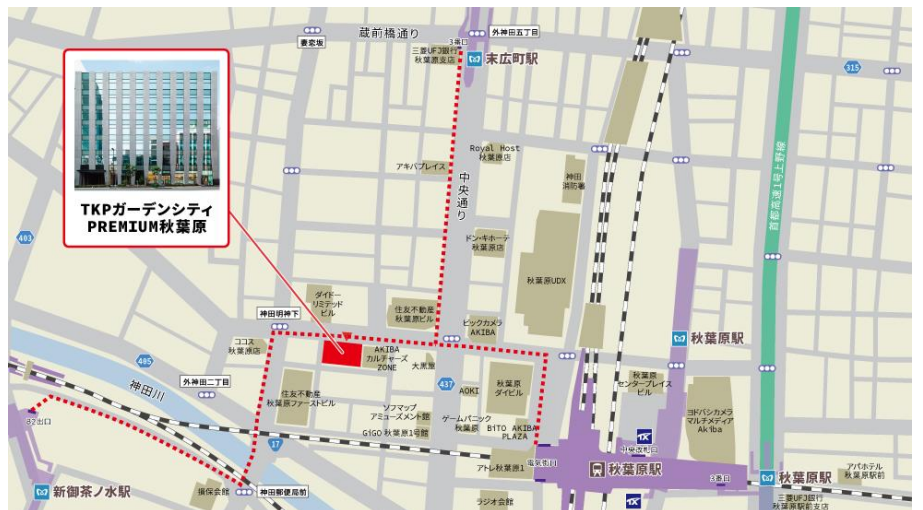 蔵前橋通り
3番口
外神田五丁目
妻恋坂
三菱UFJ銀行
秋葉原支店
末広町駅
315
TKPガーデンシティ
PREMIUM秋葉原
アキバプレイス
Royal Host
秋葉原店
神田
消防署
中央通り
首都高速1号上野線
403
ドン・キホーテ
秋葉原店
秋葉原UDX
ダイドー
リミテッド
ビル
神田明神下
住友不動産
秋葉原ビル
ビックカメラ
AKIBA
秋葉原駅
ココス
秋葉原店
AKIBA
カルチャーズ
ZONE
大黒屋
405
神田川
外神田二丁目
住友不動産
秋葉原ファーストビル
437
AOKI
秋葉原
ダイビル
秋葉原
センタープレイス
ビル
ヨドバシカメラ
マルチメディア
Akiba
ソフマップ
アミューズメント館
GiGO 秋葉原1号館
ゲームパニック
秋葉原
BiTO AKIBA
PLAZA
B2出口
17
電気街口
アトレ秋葉原1
TX
中央改札口
秋葉原駅
3番口
秋葉原駅
アパホテル
秋葉原駅前
新御茶ノ水駅
損保会館
神田郵便局前
ラジオ会館
TX
三菱UFJ銀行
秋葉原駅前支店